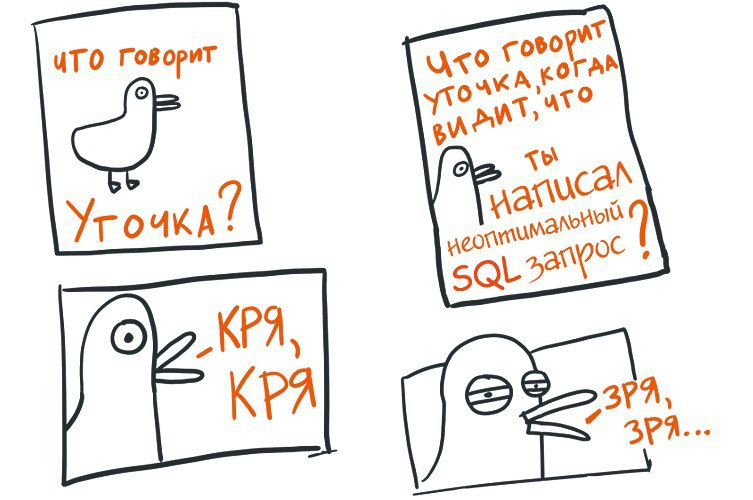 что говорит
Уточка?
КРЯ,
КРЯ
Что говорит
уточка, когда
видит, что
ты
написал
неоптимальный
SQL запрос?
ЗРЯ,
ЗРЯ...